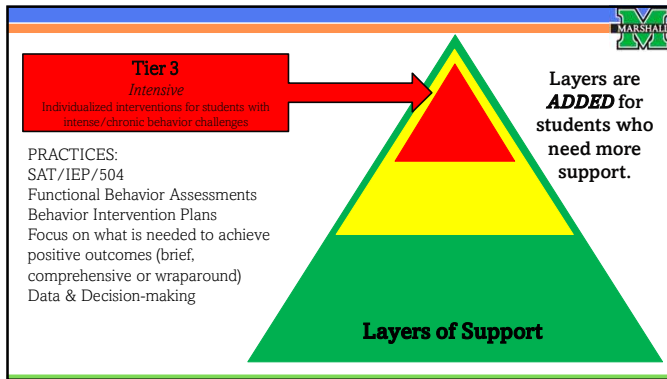 MARSHALL
Tier 3
Intensive
Individualized interventions for students with
intense/chronic behavior challenges
Layers are
ADDED for
students who
need more
support.
PRACTICES:
SAT/IEP/504
Functional Behavior Assessments
Behavior Intervention Plans
Focus on what is needed to achieve
positive outcomes (brief,
comprehensive or wraparound)
Data & Decision-making
Layers of Support